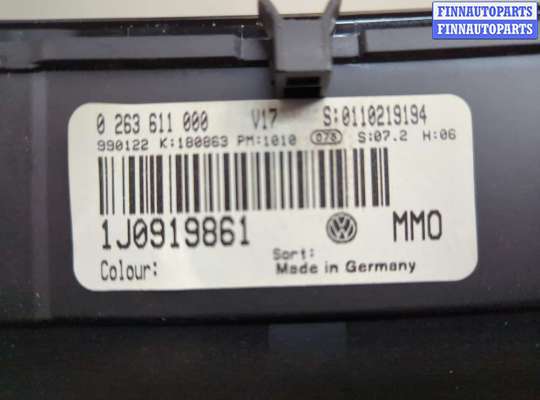 FINNAUTOPARTS
FINNAUTOPARTS
0 263 611 000 V17 S:0110219194
990122 K:180863 PM:1010 078 S:07.2 H:06
1J0919861 MMO
Colour: Sort:
Made in Germany